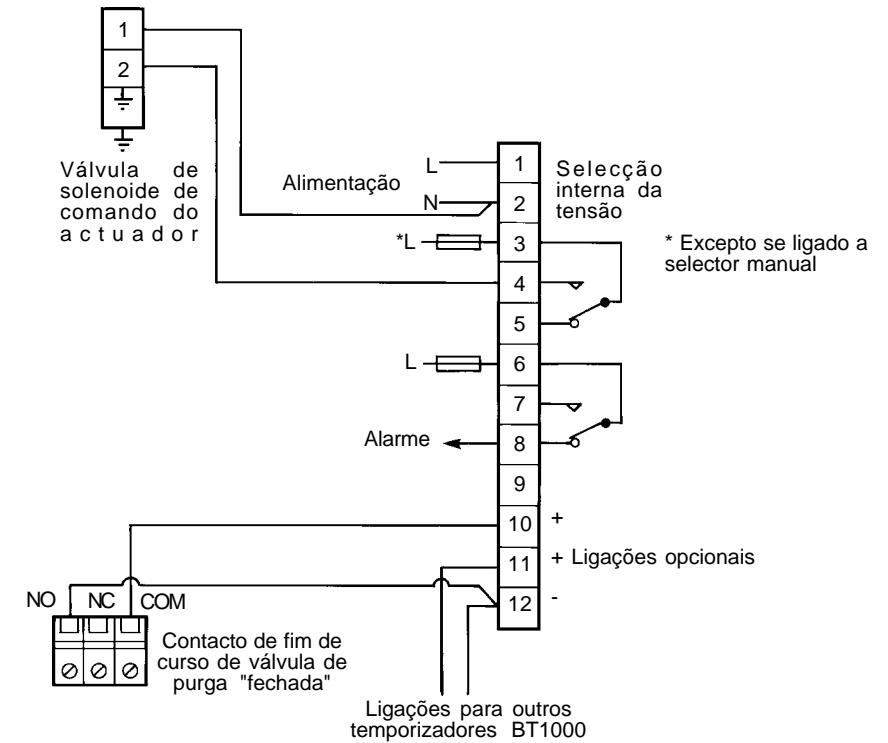 1
2
Válvula de
solenoide de
comando do
actuador
Alimentação
L
N
*L
L
Alarme
1
2
3
4
5
6
7
8
9
10
11
12
Selecção
interna da
tensão
* Excepto se ligado a
selector manual
+
+ Ligações opcionais
-
NO NC COM
Contacto de fim de
curso de válvula de
purga "fechada"
Ligações para outros
temporizadores BT1000